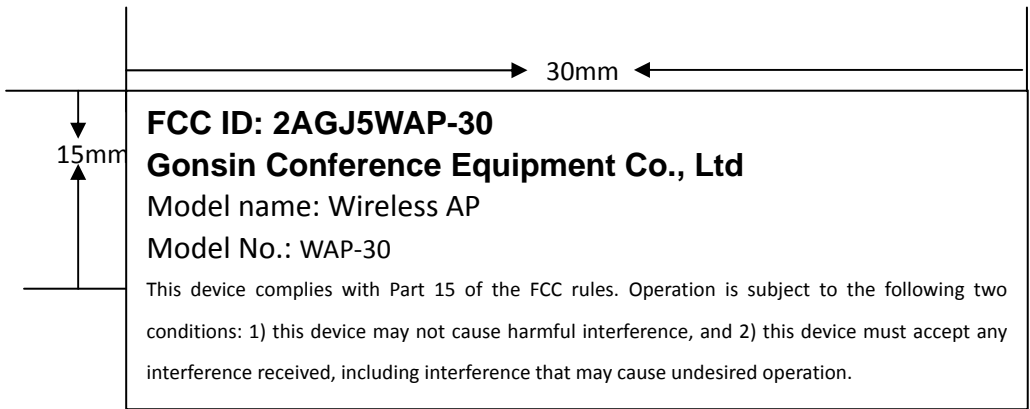 30mm
15mm
FCC ID: 2AGJ5WAP-30
Gonsin Conference Equipment Co., Ltd
Model name: Wireless AP
Model No.: WAP-30
This device complies with Part 15 of the FCC rules. Operation is subject to the following two
conditions: 1) this device may not cause harmful interference, and 2) this device must accept any
interference received, including interference that may cause undesired operation.